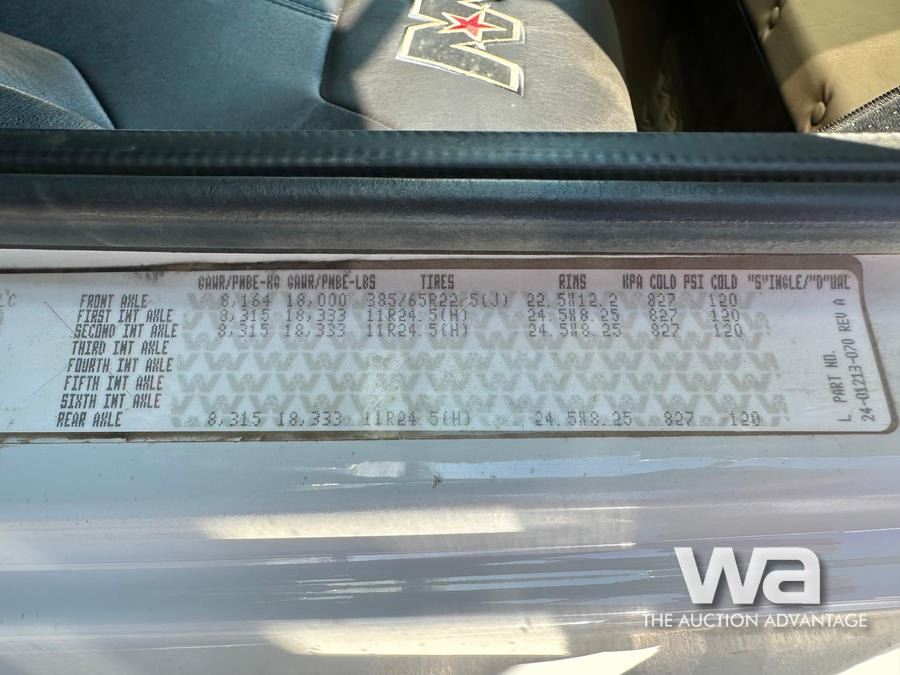 GAWR/PNBE-KG GAWR/PNBE-LBS TIRES RIMS KPA COLD PSI COLD "S"INGLE/"D"UAL
FRONT AXLE 8,164 18,000 385/65R22.5(J) 22.5X12.2 827 120
FIRST INT AXLE 8,315 18,333 11R24.5(H) 24.5X8.25 827 120
SECOND INT AXLE 8,315 18,333 11R24.5(H) 24.5X8.25 827 120
THIRD INT AXLE
FOURTH INT AXLE
FIFTH INT AXLE
SIXTH INT AXLE
REAR AXLE 8,315 18,333 11R24.5(H) 24.5X8.25 827 120
L PART NO.
24-01213-070 REV A
wa
THE AUCTION ADVANTAGE